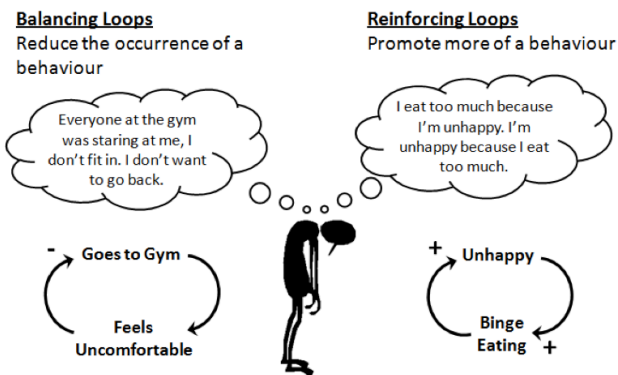 Balancing Loops
Reduce the occurrence of a
behaviour
Everyone at the gym
was staring at me, I
don't fit in. I don't want
to go back.
- Goes to Gym
Feels
Uncomfortable
Reinforcing Loops
Promote more of a behaviour
I eat too much because
I'm unhappy. I'm
unhappy because I eat
too much.
+ Unhappy
Binge
Eating +